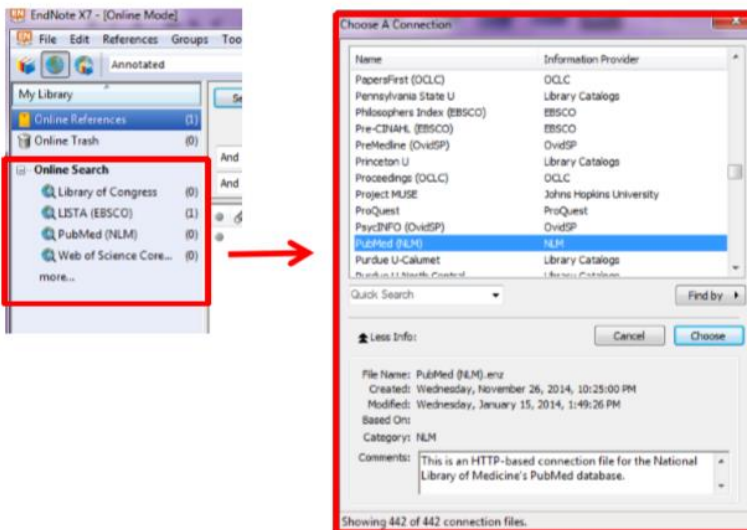 EndNote X7 - [Online Mode]
File Edit References Groups Too
Annotated
My Library
Online References (1)
Online Trash (0)
Online Search
Library of Congress (0)
LISTA (EBSCO) (1)
PubMed (NLM) (0)
Web of Science Core... (0)
more...
Se
And
And
Choose A Connection
Name Information Provider
PapersFirst (OCLC) OCLC
Pennsylvania State U Library Catalogs
Philosophers Index (EBSCO) EBSCO
Pre-CINAHL (EBSCO) EBSCO
PreMedline (OvidSP) OvidSP
Princeton U Library Catalogs
Proceedings (OCLC) OCLC
Project MUSE Johns Hopkins University
ProQuest ProQuest
PsycINFO (OvidSP) OvidSP
PubMed (NLM) NLM
Purdue U-Calumet Library Catalogs
Purdue U-North Central Library Catalogs
Quick Search Find by
Less Info: Cancel Choose
File Name: PubMed (NLM).enz
Created: Wednesday, November 26, 2014, 10:25:00 PM
Modified: Wednesday, January 15, 2014, 1:49:26 PM
Based On:
Category: NLM
Comments: This is an HTTP-based connection file for the National
Library of Medicine's PubMed database.
Showing 442 of 442 connection files.